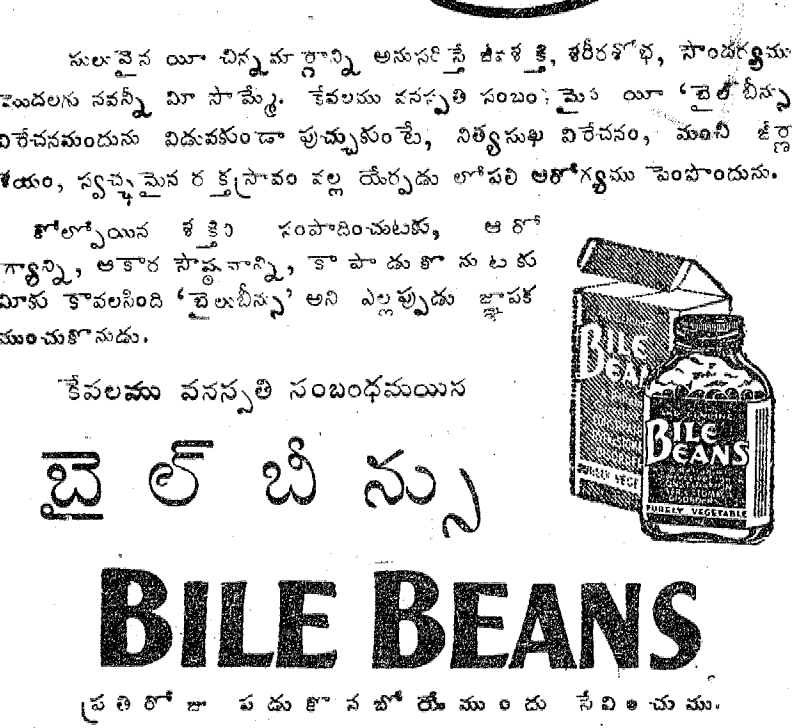 సులువైన యీ చిన్నమార్గాన్ని అనుసరిస్తే జీవశక్తి, శరీరశోభ, సౌందర్యము
మొదలగు నవన్నీ మీ సొమ్మే. కేవలము వనస్పతి సంబంధమైన యీ ‘బైల్ బీన్సు
విరేచనమందును విడువకుండా పుచ్చుకుంటే, నిత్యసుఖ విరేచనం, మంచి జీర్ణా
శయం, స్వచ్ఛమైన రక్తస్రావం వల్ల యేర్పడు లోపలి ఆరోగ్యము పెంపొందును.
కోల్పోయిన శక్తిని సంపాదించుటకు, ఆరో
గ్యాన్ని, ఆకార సౌష్ఠవాన్ని, కాపాడుకొనుటకు
మీకు కావలసింది ‘బైలుబీన్సు’ అని ఎల్లప్పుడు జ్ఞాపక
ముంచుకొనుడు.
కేవలము వనస్పతి సంబంధమయిన
బైల్ బీన్సు
BILE BEANS
ప్రతిరోజు పడుకొనబోయేముందు సేవించుము.
BILE
BEANS
BILE
BEANS
PURELY VEGETABLE